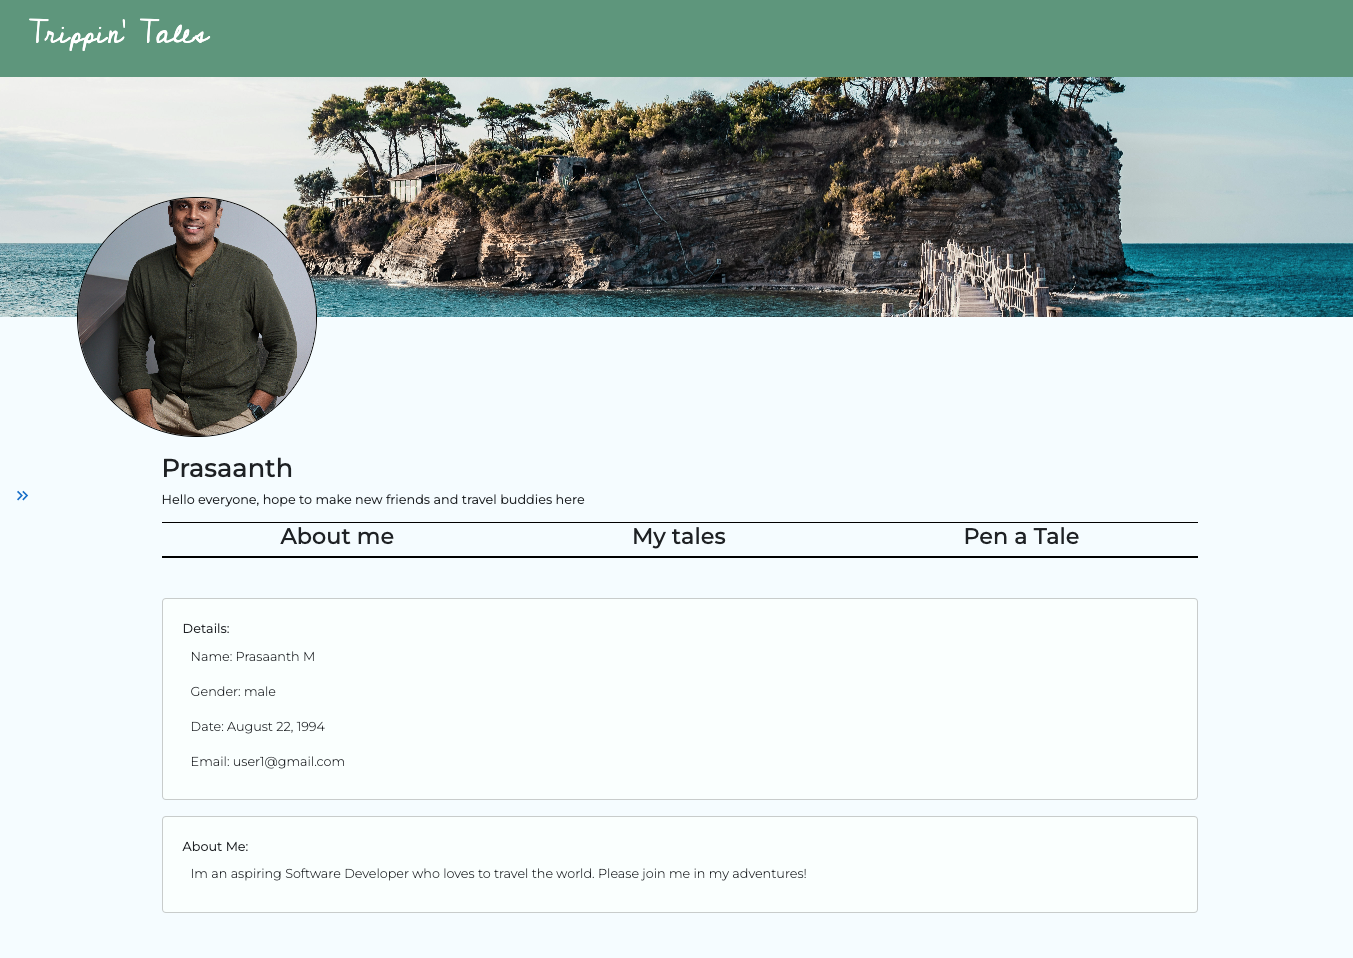 Trippin' Tales
Prasaanth
Hello everyone, hope to make new friends and travel buddies here
About me My tales Pen a Tale
Details:
Name: Prasaanth M
Gender: male
Date: August 22, 1994
Email: user1@gmail.com
About Me:
Im an aspiring Software Developer who loves to travel the world. Please join me in my adventures!